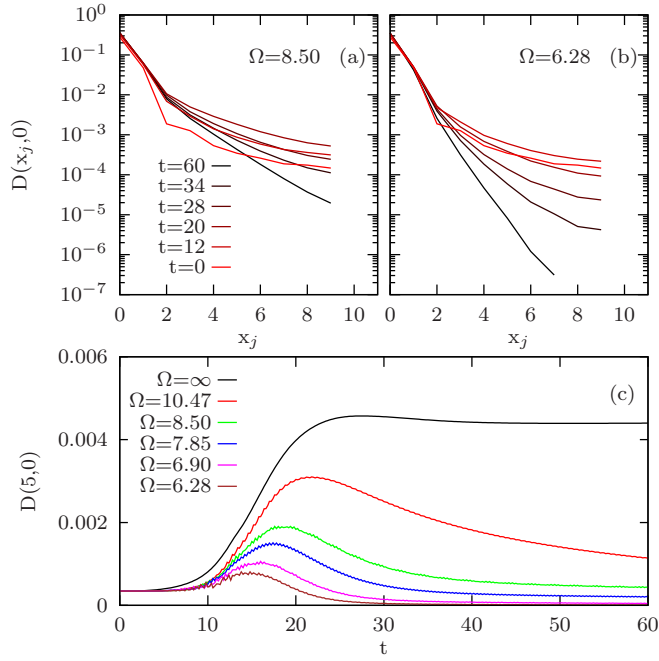 10^0
10^-1
10^-2
10^-3
10^-4
10^-5
10^-6
10^-7
D(x_j,0)
Ω=8.50 (a)
t=60
t=34
t=28
t=20
t=12
t=0
0 2 4 6 8 10
x_j
Ω=6.28 (b)
0 2 4 6 8 10
x_j
0.006
0.004
0.002
0
D(5,0)
(c)
Ω=∞
Ω=10.47
Ω=8.50
Ω=7.85
Ω=6.90
Ω=6.28
0 10 20 30 40 50 60
t